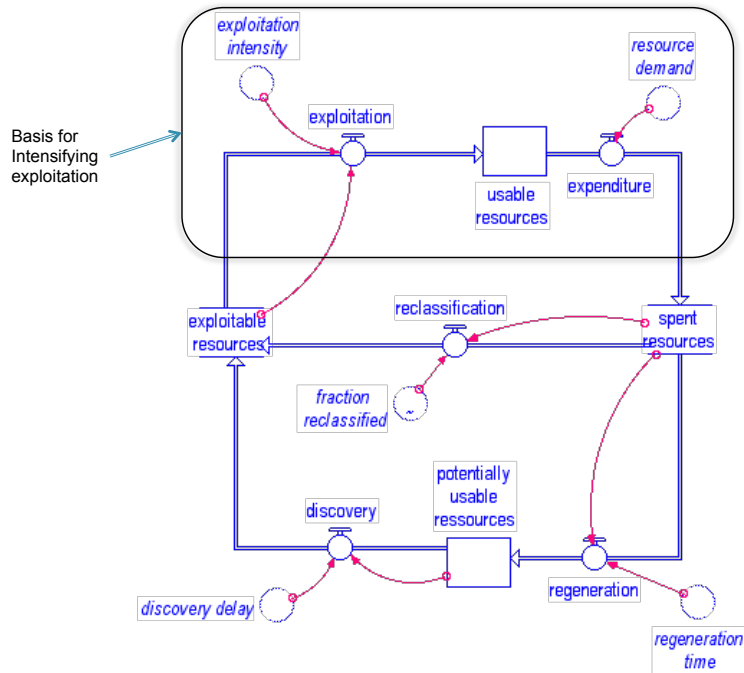 exploitation
intensity
resource
demand
Basis for
Intensifying
exploitation
exploitation
usable
resources
expenditure
reclassification
exploitable
resources
spent
resources
fraction
reclassified
~
potentially
usable
ressources
discovery
regeneration
discovery delay
regeneration
time